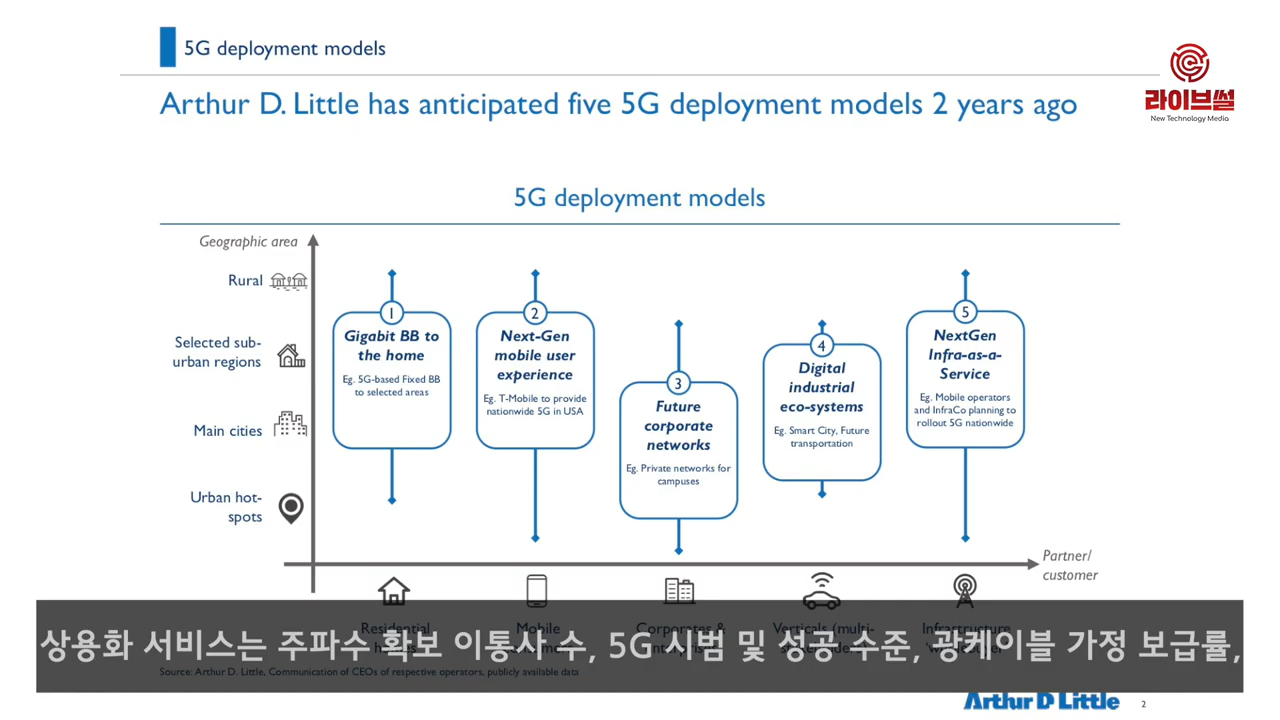 5G deployment models
Arthur D. Little has anticipated five 5G deployment models 2 years ago
라이브썰
New Technology Media
5G deployment models
Geographic area
Rural
Selected sub-
urban regions
Main cities
Urban hot-
spots
1
Gigabit BB to
the home
Eg. 5G-based Fixed BB
to selected areas
2
Next-Gen
mobile user
experience
Eg. T-Mobile to provide
nationwide 5G in USA
3
Future
corporate
networks
Eg. Private networks for
campuses
4
Digital
industrial
eco-systems
Eg. Smart City, Future
transportation
5
NextGen
Infra-as-a-
Service
Eg. Mobile operators
and InfraCo planning to
rollout 5G nationwide
Partner/
customer
Residential
Mobile
Corporates &
Verticals (multi-
상용화 서비스는 주파수 확보 이통사 수, 5G 시범 및 성공 수준, 광케이블 가정 보급률,
Source: Arthur D. Little, Communication of CEOs of respective operators, publicly available data
Arthur D Little
2